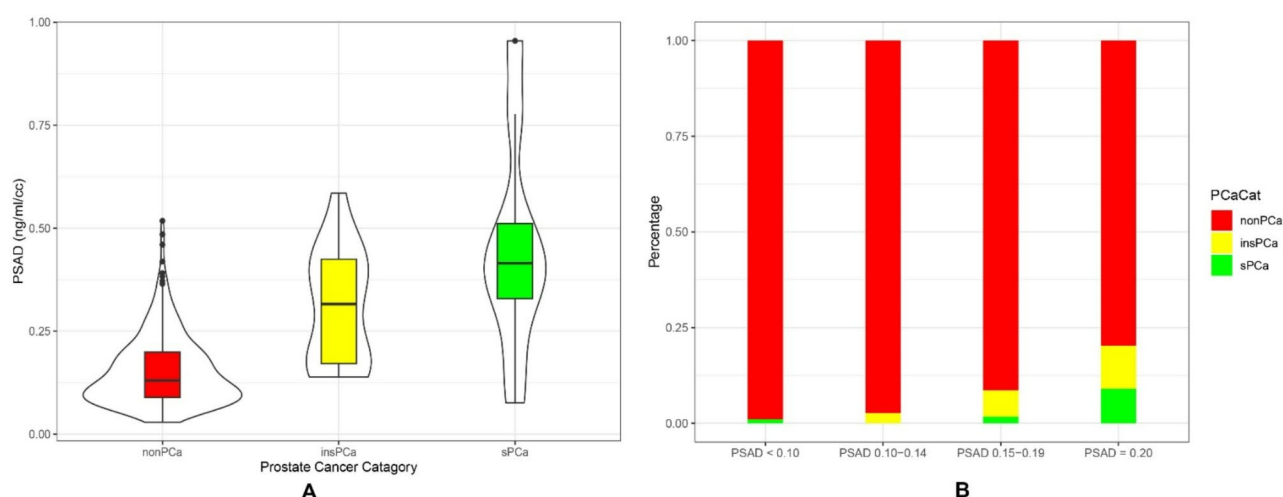 1.00
0.75
0.50
0.25
0.00
PSAD (ng/ml/cc)
nonPCa insPCa sPCa
Prostate Cancer Catagory
A
1.00
0.75
0.50
0.25
0.00
Percentage
PSAD < 0.10 PSAD 0.10−0.14 PSAD 0.15−0.19 PSAD = 0.20
B
PCaCat
nonPCa
insPCa
sPCa